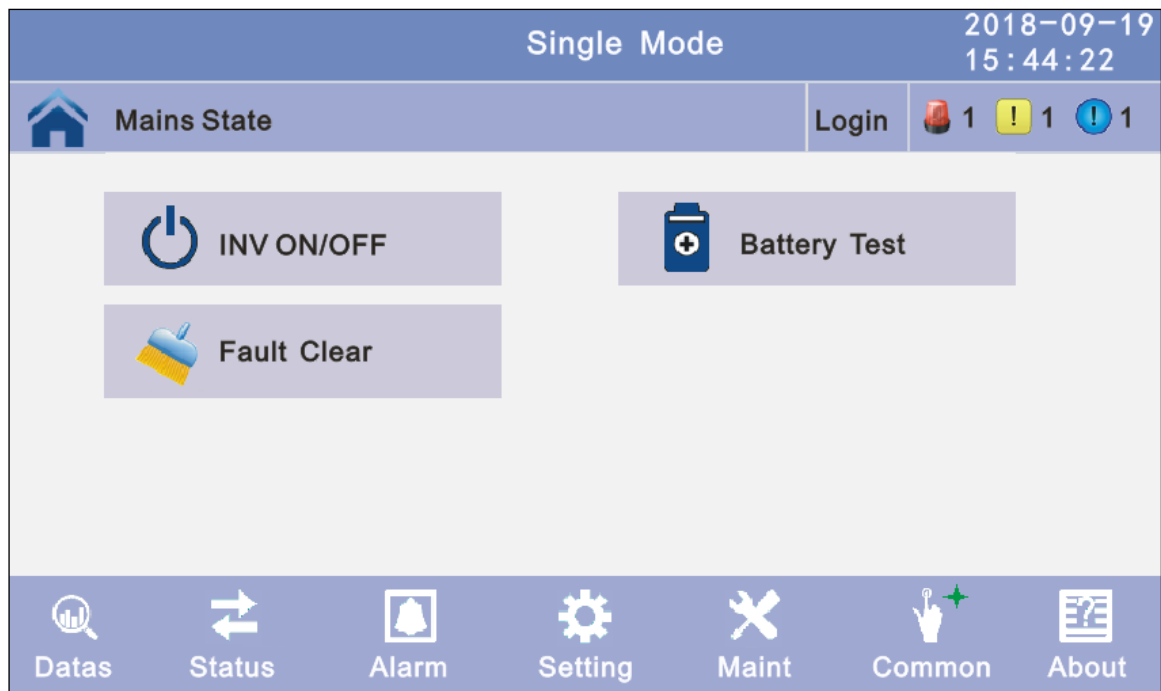 Single Mode
2018-09-19
15:44:22
Mains State
Login
1
! 1
! 1
INV ON/OFF
Battery Test
Fault Clear
Datas
Status
Alarm
Setting
Maint
Common
? About